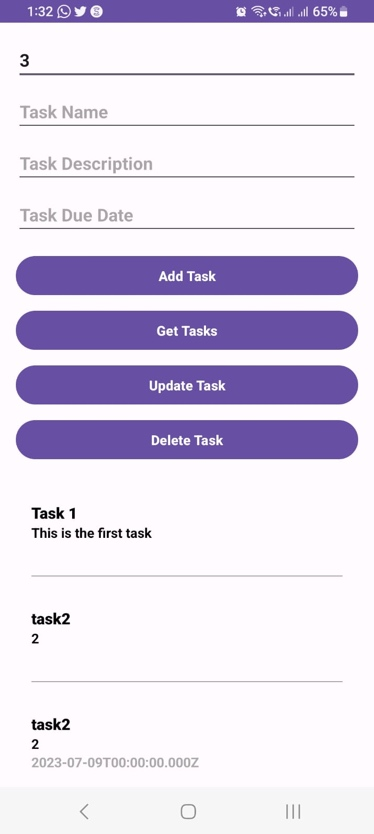 1:32
65%
3
Task Name
Task Description
Task Due Date
Add Task
Get Tasks
Update Task
Delete Task
Task 1
This is the first task
task2
2
task2
2
2023-07-09T00:00:00.000Z